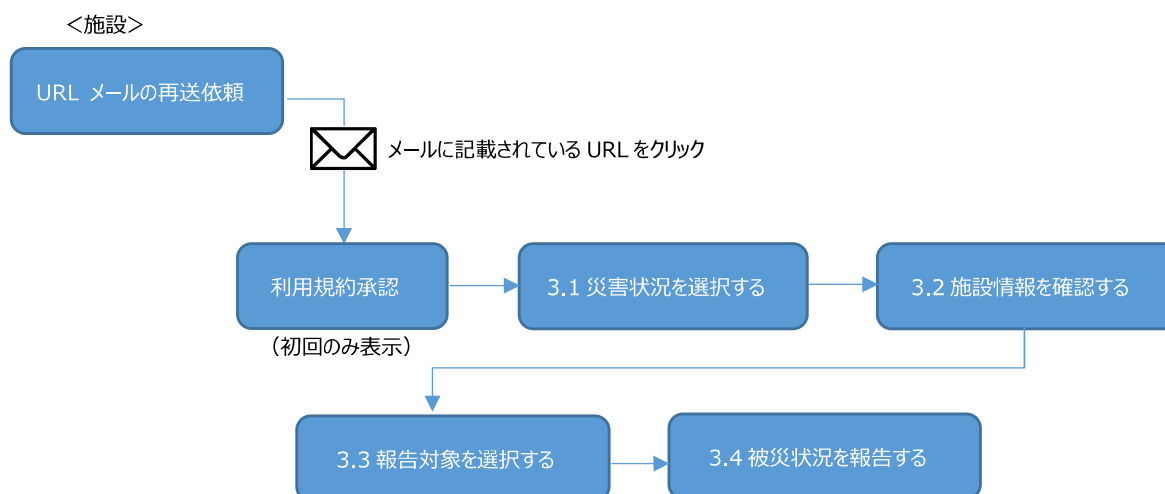 ＜施設＞
URL メールの再送依頼
メールに記載されている URL をクリック
利用規約承認
3.1 災害状況を選択する
3.2 施設情報を確認する
（初回のみ表示）
3.3 報告対象を選択する
3.4 被災状況を報告する